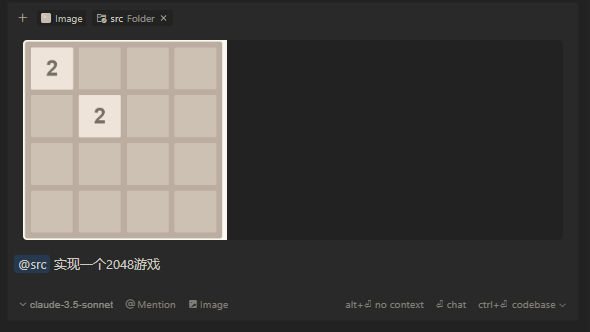 + Image src Folder ×
2
2
@src 实现一个2048游戏
claude-3.5-sonnet @ Mention Image alt+⏎ no context ⏎ chat ctrl+⏎ codebase